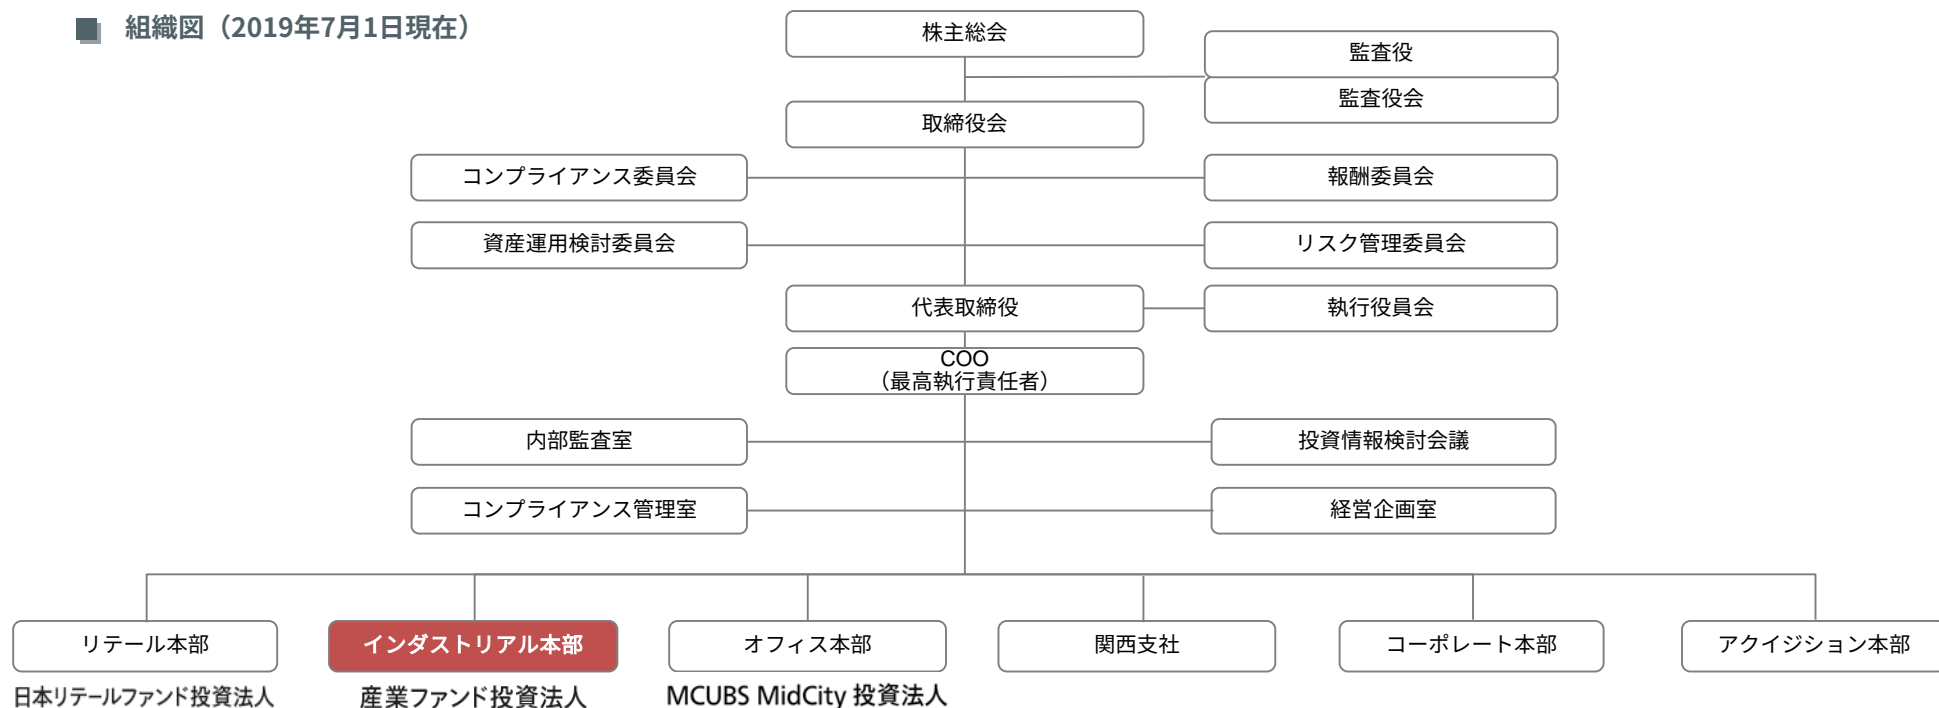 組織図（2019年7月1日現在）
株主総会
監査役
監査役会
取締役会
コンプライアンス委員会
報酬委員会
資産運用検討委員会
リスク管理委員会
代表取締役
執行役員会
COO
（最高執行責任者）
内部監査室
投資情報検討会議
コンプライアンス管理室
経営企画室
リテール本部
インダストリアル本部
オフィス本部
関西支社
コーポレート本部
アクイジション本部
日本リテールファンド投資法人
産業ファンド投資法人
MCUBS MidCity 投資法人